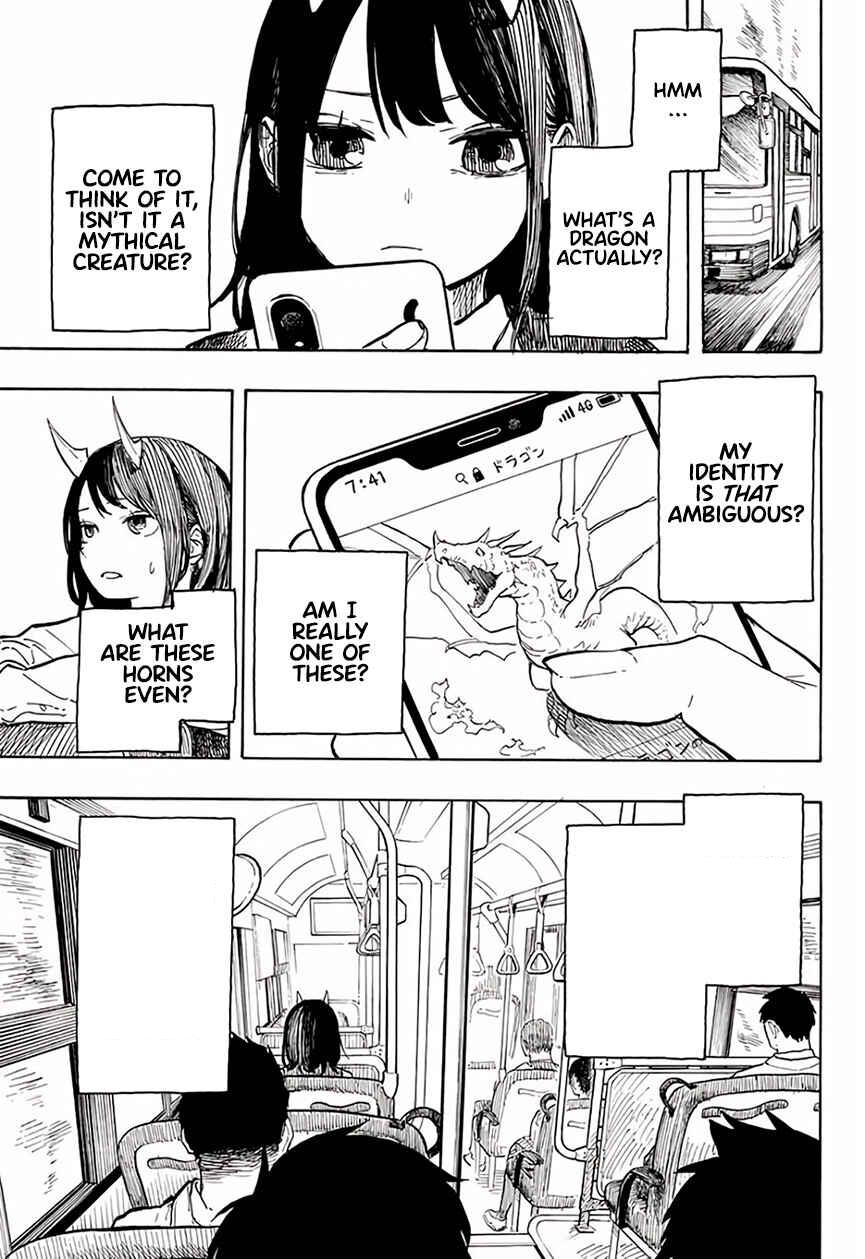 HMM
...
WHAT'S A
DRAGON
ACTUALLY?
COME TO
THINK OF IT,
ISN'T IT A
MYTHICAL
CREATURE?
MY
IDENTITY
IS THAT
AMBIGUOUS?
4G
7:41
ドラゴン
AM I
REALLY
ONE OF
THESE?
WHAT
ARE THESE
HORNS
EVEN?